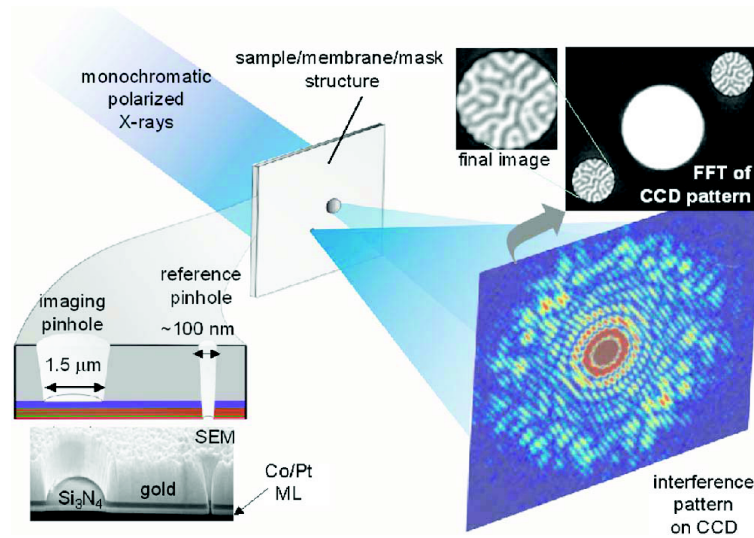 monochromatic
polarized
X-rays
sample/membrane/mask
structure
final image
FFT of
CCD pattern
reference
pinhole
imaging
pinhole
~100 nm
1.5 μm
SEM
Si₃N₄
gold
Co/Pt
ML
interference
pattern
on CCD